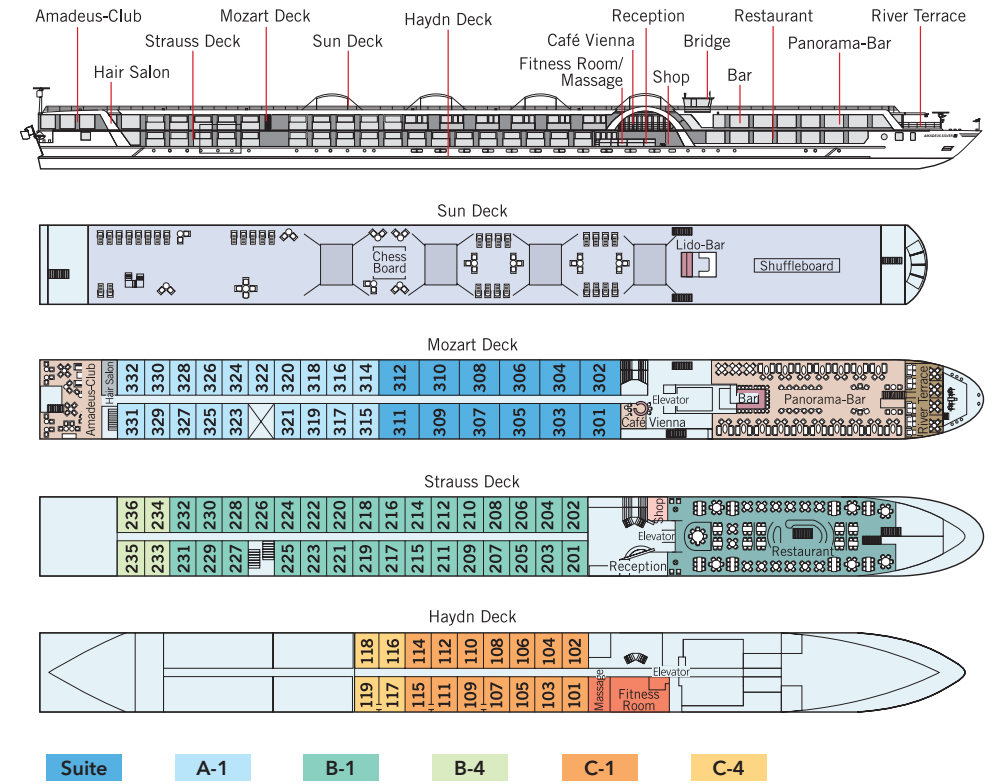 Amadeus-Club
Mozart Deck
Haydn Deck
Reception
Restaurant
River Terrace
Strauss Deck
Sun Deck
Café Vienna
Bridge
Panorama-Bar
Hair Salon
Fitness Room/
Massage
Shop
Bar
Sun Deck
Chess
Board
Lido-Bar
Shuffleboard
Mozart Deck
Amadeus-Club
Hair Salon
332 330 328 326 324 322 320 318 316 314 312 310 308 306 304 302
331 329 327 325 323 321 319 317 315 311 309 307 305 303 301
Elevator
Café Vienna
Bar
Panorama-Bar
River Terrace
Strauss Deck
236 234 232 230 228 226 224 222 220 218 216 214 212 210 208 206 204 202
235 233 231 229 227 225 223 221 219 217 215 211 209 207 205 203 201
Shop
Elevator
Reception
Restaurant
Haydn Deck
118 116 114 112 110 108 106 104 102
119 117 115 111 109 107 105 103 101
Massage
Elevator
Fitness
Room
Suite
A-1
B-1
B-4
C-1
C-4